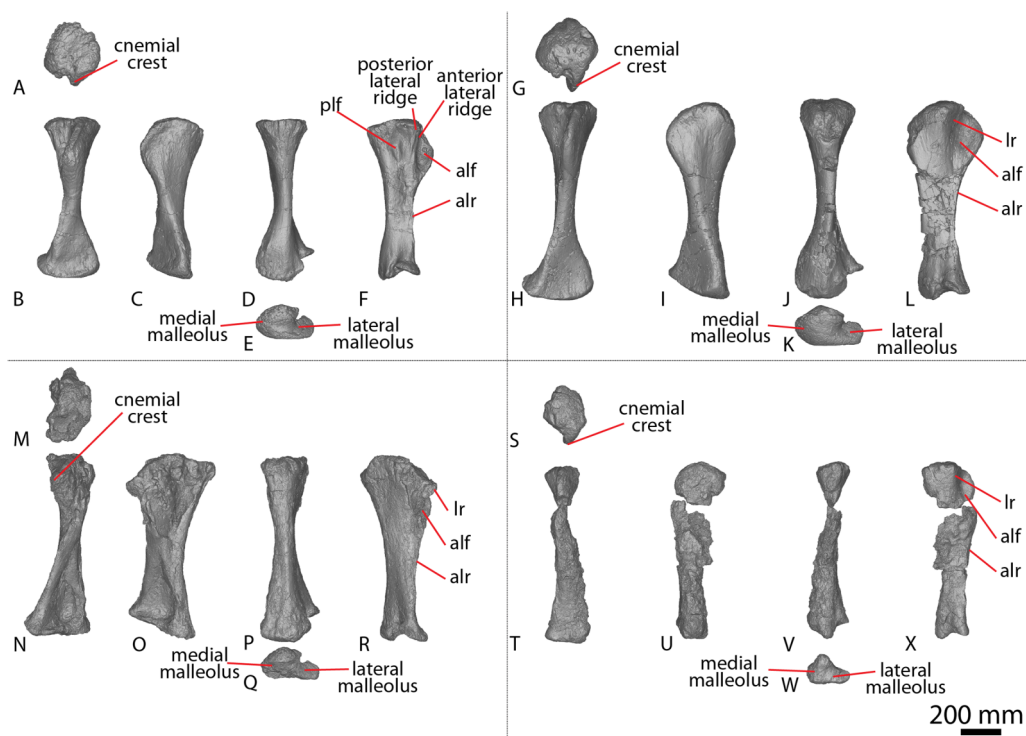 A
cnemial
crest
plf
posterior
lateral
ridge
anterior
lateral
ridge
alf
alr
B
C
D
F
medial
malleolus
E
lateral
malleolus
G
cnemial
crest
lr
alf
alr
H
I
J
L
medial
malleolus
K
lateral
malleolus
M
cnemial
crest
lr
alf
alr
N
O
P
R
medial
malleolus
Q
lateral
malleolus
S
cnemial
crest
lr
alf
alr
T
U
V
X
medial
malleolus
W
lateral
malleolus
200 mm